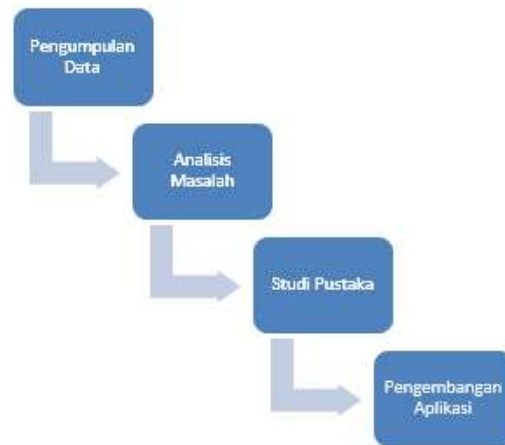 Pengumpulan
Data
Analisis
Masalah
Studi Pustaka
Pengembangan
Aplikasi